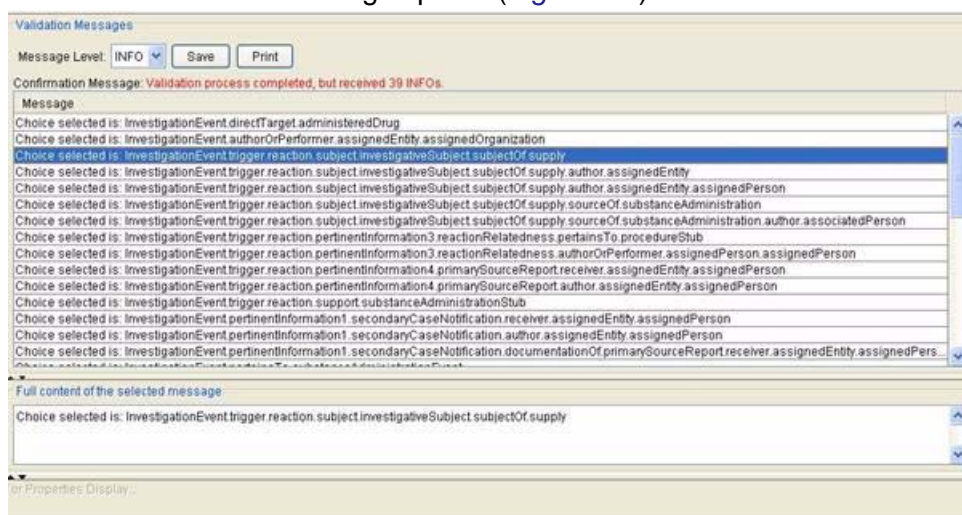 Validation Messages
Message Level: INFO Save Print
Confirmation Message: Validation process completed, but received 39 INFOs.
Message
Choice selected is: InvestigationEvent.directTarget.administeredDrug
Choice selected is: InvestigationEvent.authorOrPerformer.assignedEntity.assignedOrganization
Choice selected is: InvestigationEvent.trigger.reaction.subject.investigativeSubject.subjectOf.supply
Choice selected is: InvestigationEvent.trigger.reaction.subject.investigativeSubject.subjectOf.supply.author.assignedEntity
Choice selected is: InvestigationEvent.trigger.reaction.subject.investigativeSubject.subjectOf.supply.author.assignedEntity.assignedPerson
Choice selected is: InvestigationEvent.trigger.reaction.subject.investigativeSubject.subjectOf.supply.sourceOf.substanceAdministration
Choice selected is: InvestigationEvent.trigger.reaction.subject.investigativeSubject.subjectOf.supply.sourceOf.substanceAdministration.author.associatedPerson
Choice selected is: InvestigationEvent.trigger.reaction.pertinentInformation3.reactionRelatedness.pertainsTo.procedureStub
Choice selected is: InvestigationEvent.trigger.reaction.pertinentInformation3.reactionRelatedness.authorOrPerformer.assignedPerson.assignedPerson
Choice selected is: InvestigationEvent.trigger.reaction.pertinentInformation4.primarySourceReport.receiver.assignedEntity.assignedPerson
Choice selected is: InvestigationEvent.trigger.reaction.pertinentInformation4.primarySourceReport.author.assignedEntity.assignedPerson
Choice selected is: InvestigationEvent.trigger.reaction.support.substanceAdministrationStub
Choice selected is: InvestigationEvent.pertinentInformation1.secondaryCaseNotification.receiver.assignedEntity.assignedPerson
Choice selected is: InvestigationEvent.pertinentInformation1.secondaryCaseNotification.author.assignedEntity.assignedPerson
Choice selected is: InvestigationEvent.pertinentInformation1.secondaryCaseNotification.documentationOf.primarySourceReport.receiver.assignedEntity.assignedPers...
Full content of the selected message
Choice selected is: InvestigationEvent.trigger.reaction.subject.investigativeSubject.subjectOf.supply
or Properties Display...